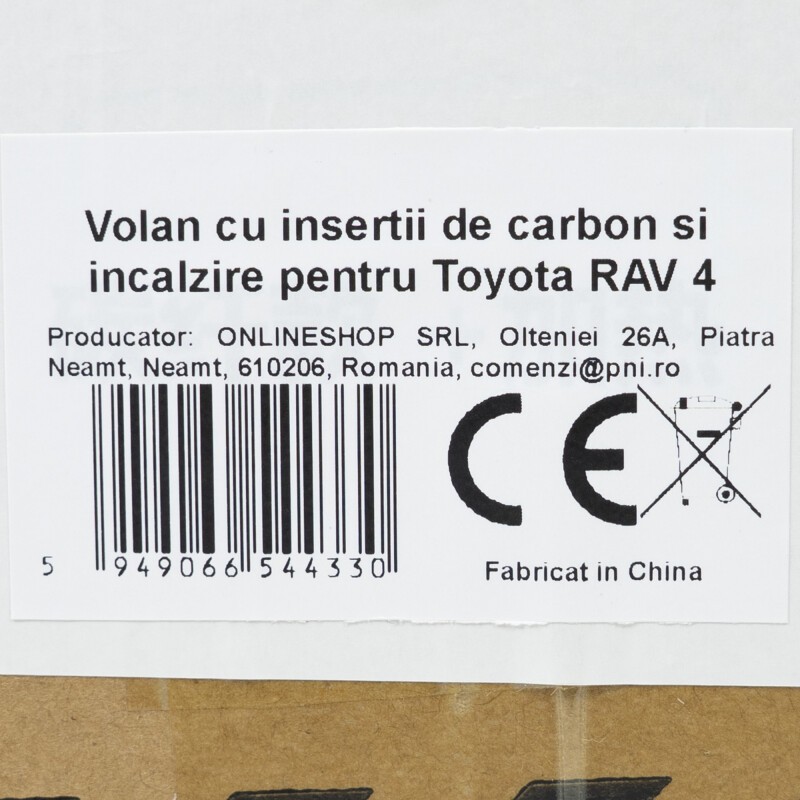 Volan cu insertii de carbon si
incalzire pentru Toyota RAV 4
Producator: ONLINESHOP SRL, Olteniei 26A, Piatra
Neamt, Neamt, 610206, Romania, comenzi@pni.ro
CE
5 949066 544330
Fabricat in China